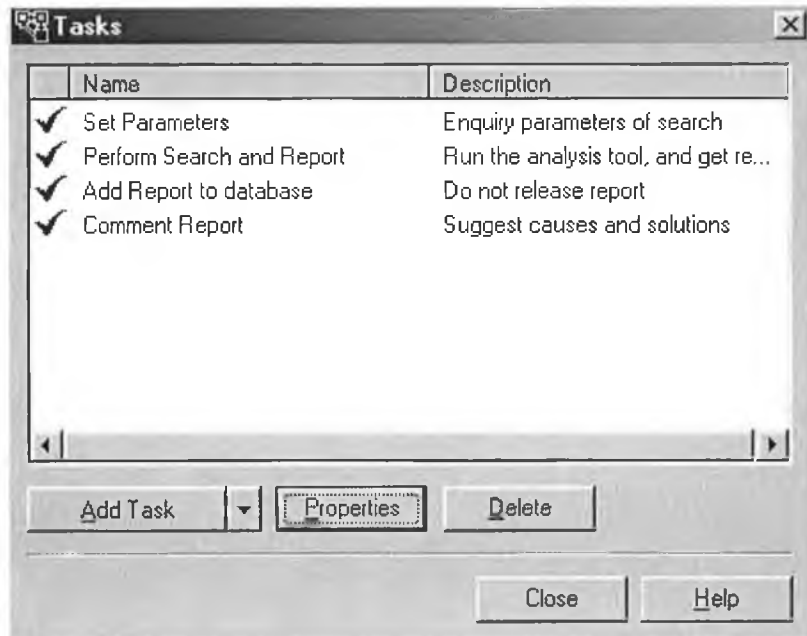 Tasks
Name Description
Set Parameters Enquiry parameters of search
Perform Search and Report Run the analysis tool, and get re...
Add Report to database Do not release report
Comment Report Suggest causes and solutions
Add Task Properties Delete
Close Help